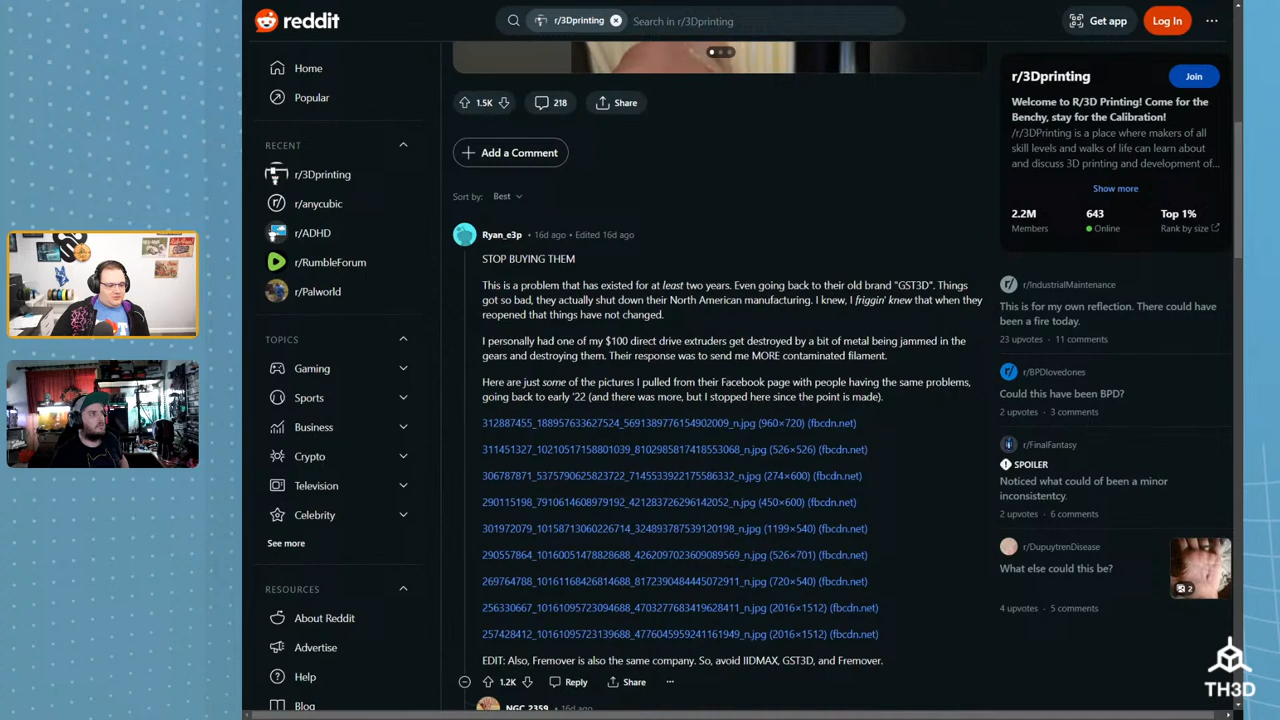 reddit
r/3Dprinting
Search in r/3Dprinting
Get app
Log In
Home
Popular
RECENT
r/3Dprinting
r/anycubic
r/ADHD
r/RumbleForum
r/Palworld
TOPICS
Gaming
Sports
Business
Crypto
Television
Celebrity
See more
RESOURCES
About Reddit
Advertise
Help
Blog
1.5K
218
Share
Add a Comment
Sort by: Best
Ryan_e3p • 16d ago • Edited 16d ago
STOP BUYING THEM
This is a problem that has existed for at least two years. Even going back to their old brand "GST3D". Things
got so bad, they actually shut down their North American manufacturing. I knew, I friggin' knew that when they
reopened that things have not changed.
I personally had one of my $100 direct drive extruders get destroyed by a bit of metal being jammed in the
gears and destroying them. Their response was to send me MORE contaminated filament.
Here are just some of the pictures I pulled from their Facebook page with people having the same problems,
going back to early '22 (and there was more, but I stopped here since the point is made).
312887455_188957633627524_5691389776154902009_n.jpg (960×720) (fbcdn.net)
311451327_10210517158801039_8102985817418553068_n.jpg (526×526) (fbcdn.net)
306787871_5375790625823722_7145533922175586332_n.jpg (274×600) (fbcdn.net)
290115198_7910614608979192_421283726296142052_n.jpg (450×600) (fbcdn.net)
301972079_10158713060226714_324893787539120198_n.jpg (1199×540) (fbcdn.net)
290557864_10160051478828688_4262097023609089569_n.jpg (526×701) (fbcdn.net)
269764788_10161168426814688_8172390484445072911_n.jpg (720×540) (fbcdn.net)
256330667_10161095723094688_4703277683419628411_n.jpg (2016×1512) (fbcdn.net)
257428412_10161095723139688_4776045959241161949_n.jpg (2016×1512) (fbcdn.net)
EDIT: Also, Fremover is also the same company. So, avoid IIDMAX, GST3D, and Fremover.
1.2K
Reply
Share
NGC_2359 • 16d ago
r/3Dprinting
Join
Welcome to R/3D Printing! Come for the
Benchy, stay for the Calibration!
/r/3DPrinting is a place where makers of all
skill levels and walks of life can learn about
and discuss 3D printing and development of...
Show more
2.2M 643 Top 1%
Members Online Rank by size
r/IndustrialMaintenance
This is for my own reflection. There could have
been a fire today.
23 upvotes • 11 comments
r/BPDlovedones
Could this have been BPD?
2 upvotes • 3 comments
r/FinalFantasy
SPOILER
Noticed what could of been a minor
inconsistentcy.
2 upvotes • 6 comments
r/DupuytrenDisease
What else could this be?
2
4 upvotes • 5 comments
TH3D